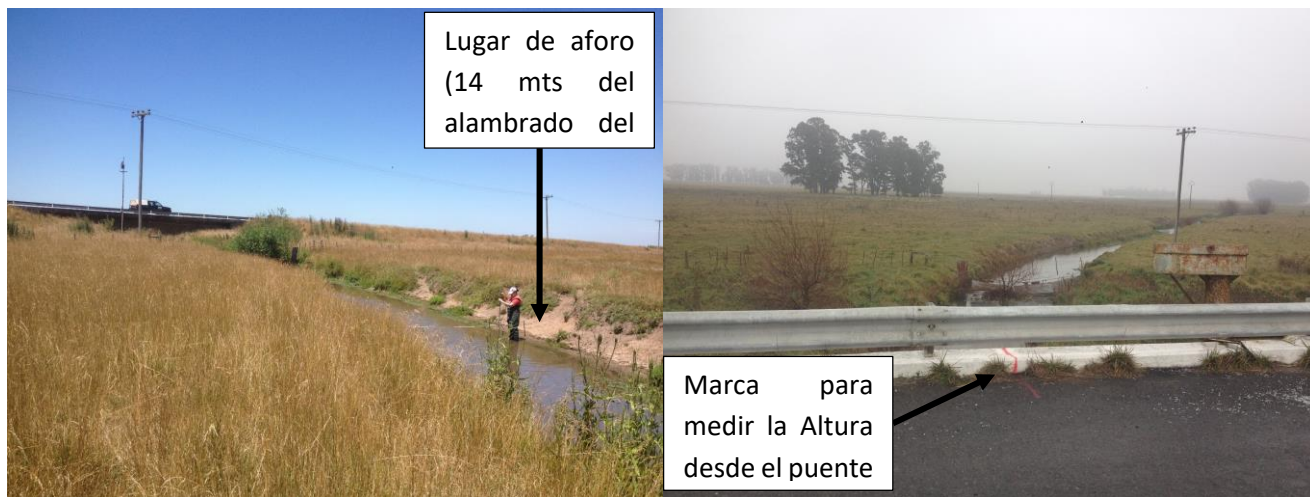 Lugar de aforo
(14 mts del
alambrado del
Marca para
medir la Altura
desde el puente